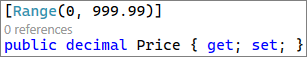 [Range(0, 999.99)]
0 references
public decimal Price { get; set; }